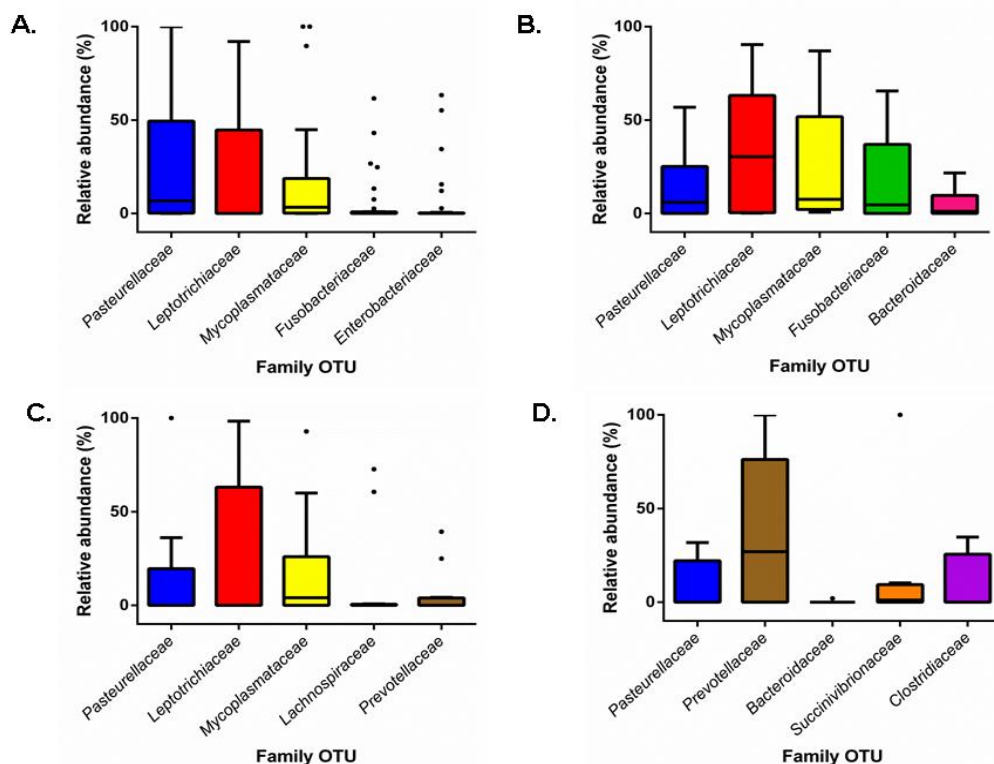 A.
Relative abundance (%)
100
50
0
Pasteurellaceae
Leptotrichiaceae
Mycoplasmataceae
Fusobacteriaceae
Enterobacteriaceae
Family OTU
B.
Relative abundance (%)
100
50
0
Pasteurellaceae
Leptotrichiaceae
Mycoplasmataceae
Fusobacteriaceae
Bacteroidaceae
Family OTU
C.
Relative abundance (%)
100
50
0
Pasteurellaceae
Leptotrichiaceae
Mycoplasmataceae
Lachnospiraceae
Prevotellaceae
Family OTU
D.
Relative abundance (%)
100
50
0
Pasteurellaceae
Prevotellaceae
Bacteroidaceae
Succinivibrionaceae
Clostridiaceae
Family OTU